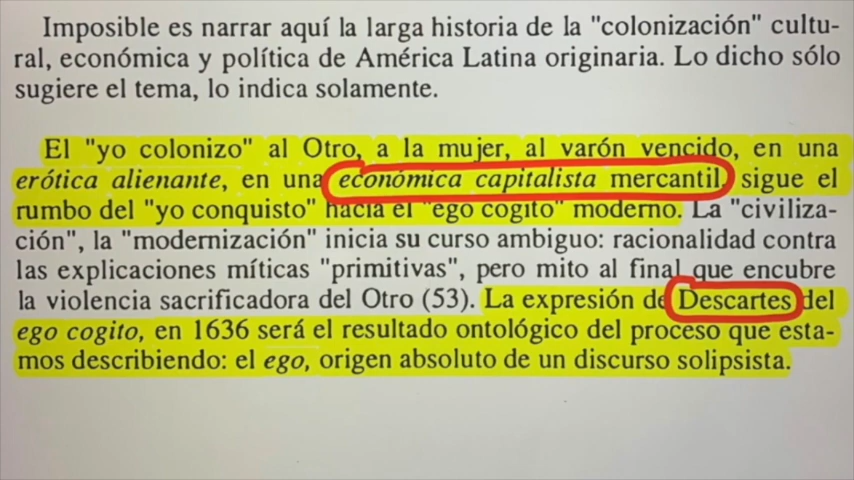 Imposible es narrar aquí la larga historia de la "colonización" cultu-
ral, económica y política de América Latina originaria. Lo dicho sólo
sugiere el tema, lo indica solamente.
El "yo colonizo" al Otro, a la mujer, al varón vencido, en una
erótica alienante, en una económica capitalista mercantil, sigue el
rumbo del "yo conquisto" hacia el "ego cogito" moderno. La "civiliza-
ción", la "modernización" inicia su curso ambiguo: racionalidad contra
las explicaciones míticas "primitivas", pero mito al final que encubre
la violencia sacrificadora del Otro (53). La expresión de Descartes del
ego cogito, en 1636 será el resultado ontológico del proceso que esta-
mos describiendo: el ego, origen absoluto de un discurso solipsista.